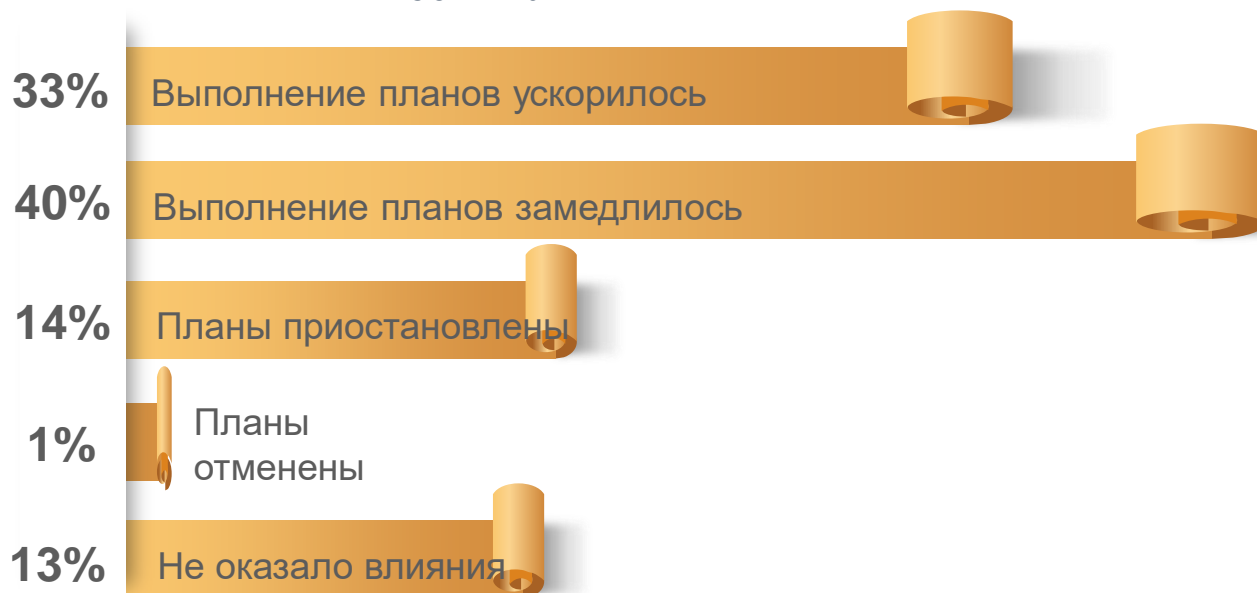 33% Выполнение планов ускорилось
40% Выполнение планов замедлилось
14% Планы приостановлены
1% Планы
отменены
13% Не оказало влияния